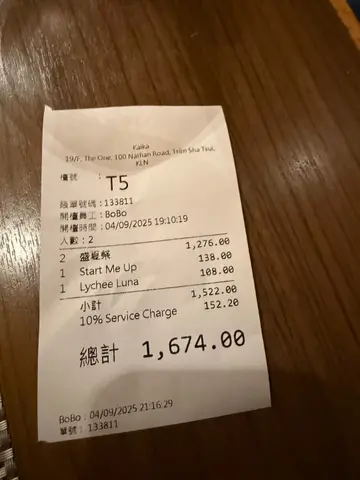 Kaika
19/F, The One, 100 Nathan Road, Tsim Sha Tsui,
KLN
檯號 : T5
賬單號碼 : 133811
開檯員工 : BoBo
開檯時間 : 04/09/2025 19:10:19
人數 : 2
2 盛宴祭 1,276.00
1 Start Me Up 138.00
1 Lychee Luna 108.00
小計 1,522.00
10% Service Charge 152.20
總計 1,674.00
BoBo : 04/09/2025 21:16:29
單號 : 133811